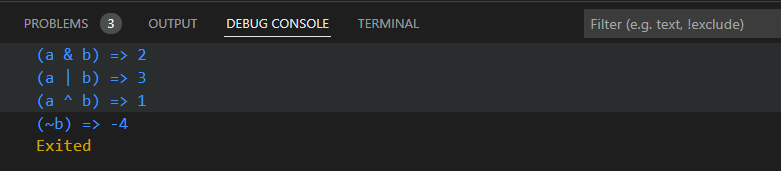 PROBLEMS 3 OUTPUT DEBUG CONSOLE TERMINAL Filter (e.g. text, !exclude)
(a & b) => 2
(a | b) => 3
(a ^ b) => 1
(~b) => -4
Exited